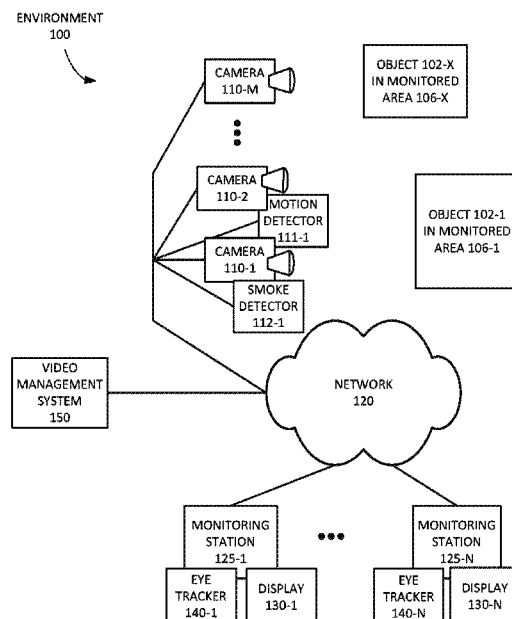 ENVIRONMENT
100
CAMERA
110-M
OBJECT 102-X
IN MONITORED
AREA 106-X
CAMERA
110-2
MOTION
DETECTOR
111-1
CAMERA
110-1
SMOKE
DETECTOR
112-1
OBJECT 102-1
IN MONITORED
AREA 106-1
VIDEO
MANAGEMENT
SYSTEM
150
NETWORK
120
MONITORING
STATION
125-1
EYE
TRACKER
140-1
DISPLAY
130-1
MONITORING
STATION
125-N
EYE
TRACKER
140-N
DISPLAY
130-N